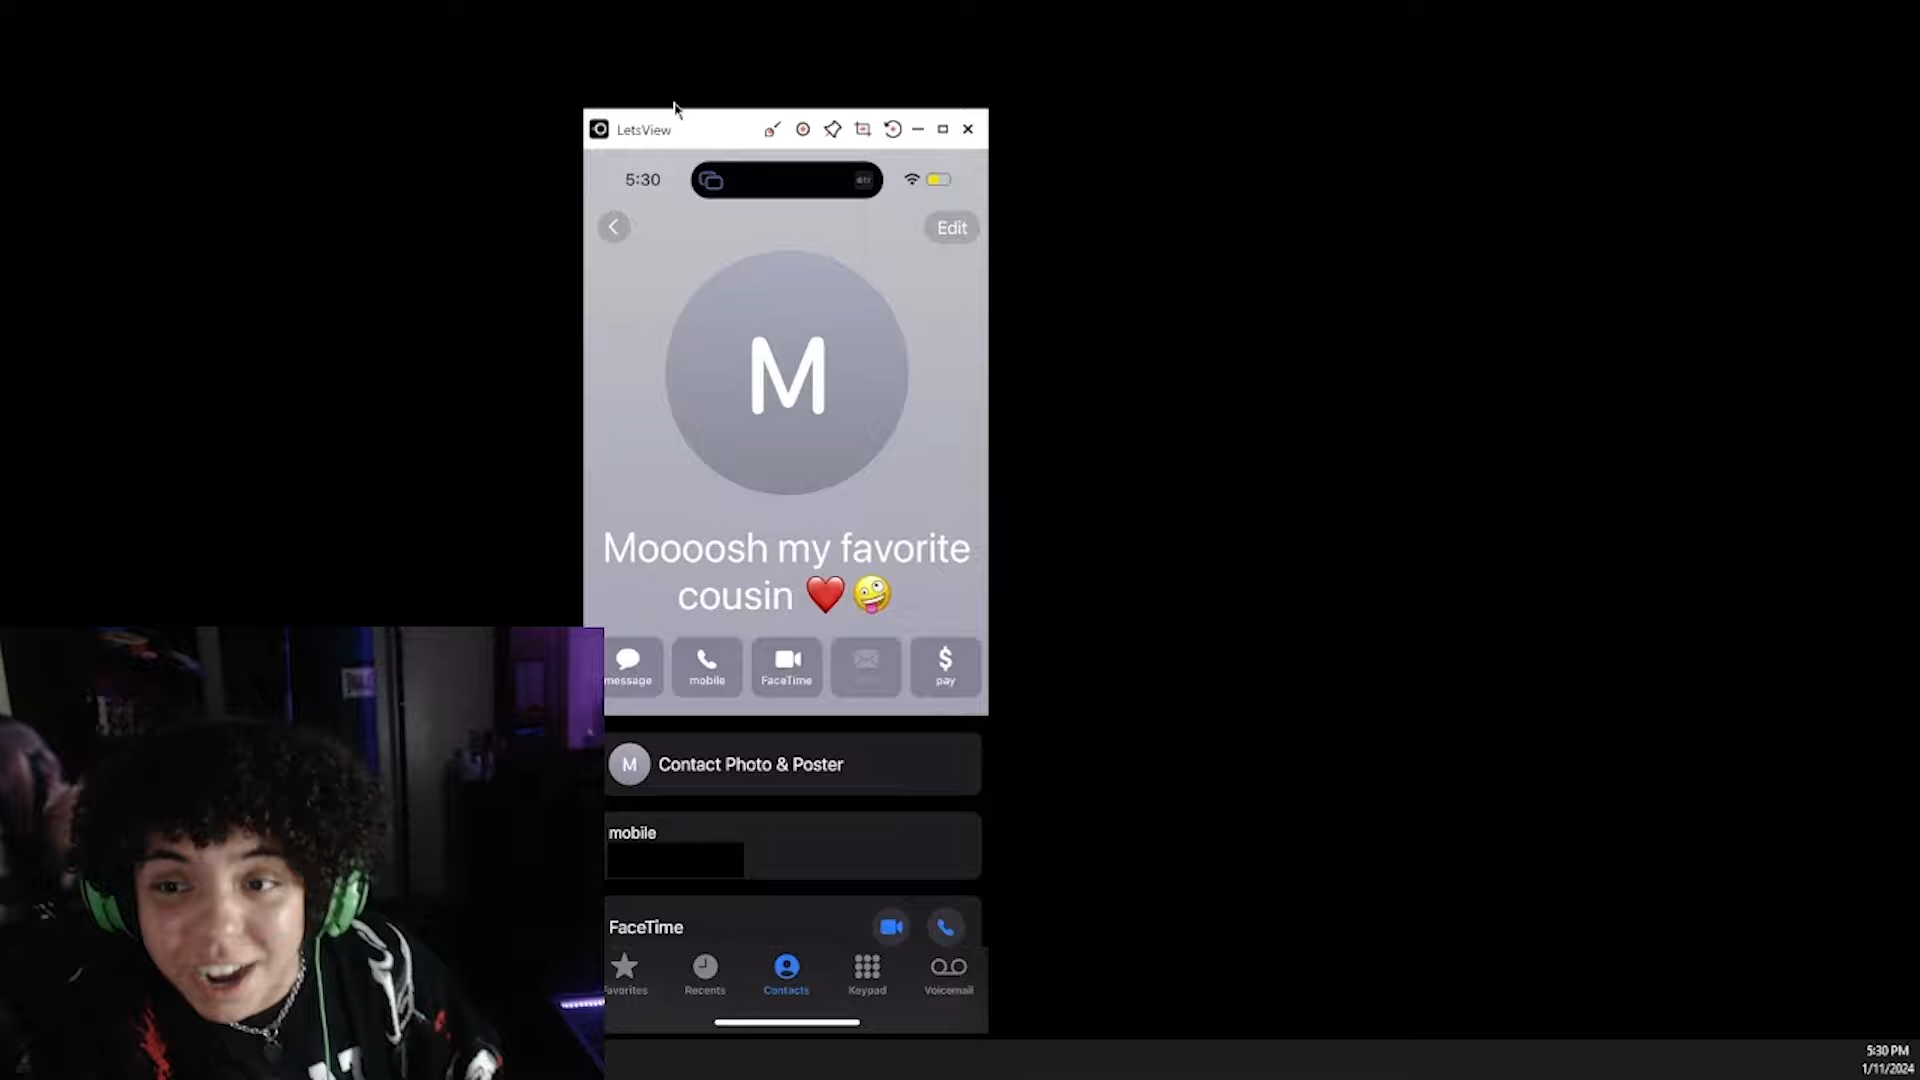 LetsView
5:30
Edit
M
Moooosh my favorite
cousin ❤️🤪
message
mobile
FaceTime
pay
M
Contact Photo & Poster
mobile
FaceTime
avorites
Recents
Contacts
Keypad
Voicemail
5:30 PM
1/11/2024